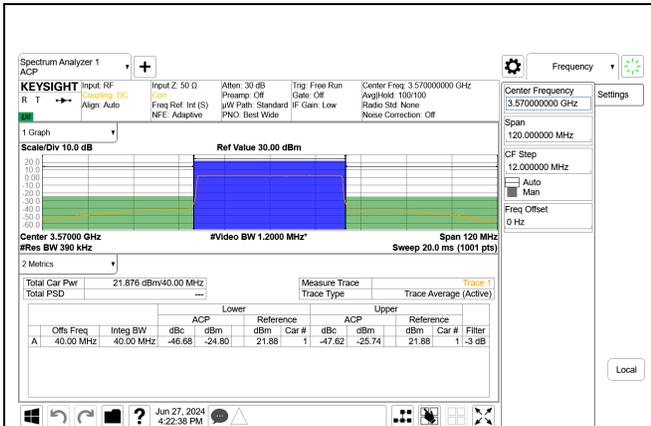 Spectrum Analyzer 1
ACP
Frequency
KEYSIGHT
R T
Input: RF
Coupling: DC
Align: Auto
Input Z: 50 Ω
Corr
Freq Ref: Int (S)
NFE: Adaptive
Atten: 30 dB
Preamp: Off
µW Path: Standard
PNO: Best Wide
Trig: Free Run
Gate: Off
IF Gain: Low
Center Freq: 3.570000000 GHz
Avg|Hold: 100/100
Radio Std: None
Noise Correction: Off
1 Graph
Scale/Div 10.0 dB
Ref Value 30.00 dBm
20.0
10.0
0.00
-10.0
-20.0
-30.0
-40.0
-50.0
-60.0
Center 3.57000 GHz
#Video BW 1.2000 MHz*
Span 120 MHz
#Res BW 390 kHz
Sweep 20.0 ms (1001 pts)
2 Metrics
Total Car Pwr 21.876 dBm/40.00 MHz
Total PSD ---
Measure Trace Trace 1
Trace Type Trace Average (Active)
Lower Upper
ACP Reference ACP Reference
Offs Freq Integ BW dBc dBm dBm Car # dBc dBm dBm Car # Filter
A 40.00 MHz 40.00 MHz -46.68 -24.80 21.88 1 -47.62 -25.74 21.88 1 -3 dB
Jun 27, 2024
4:22:38 PM
Center Frequency
3.570000000 GHz
Span
120.000000 MHz
CF Step
12.000000 MHz
Auto
Man
Freq Offset
0 Hz
Settings
Local